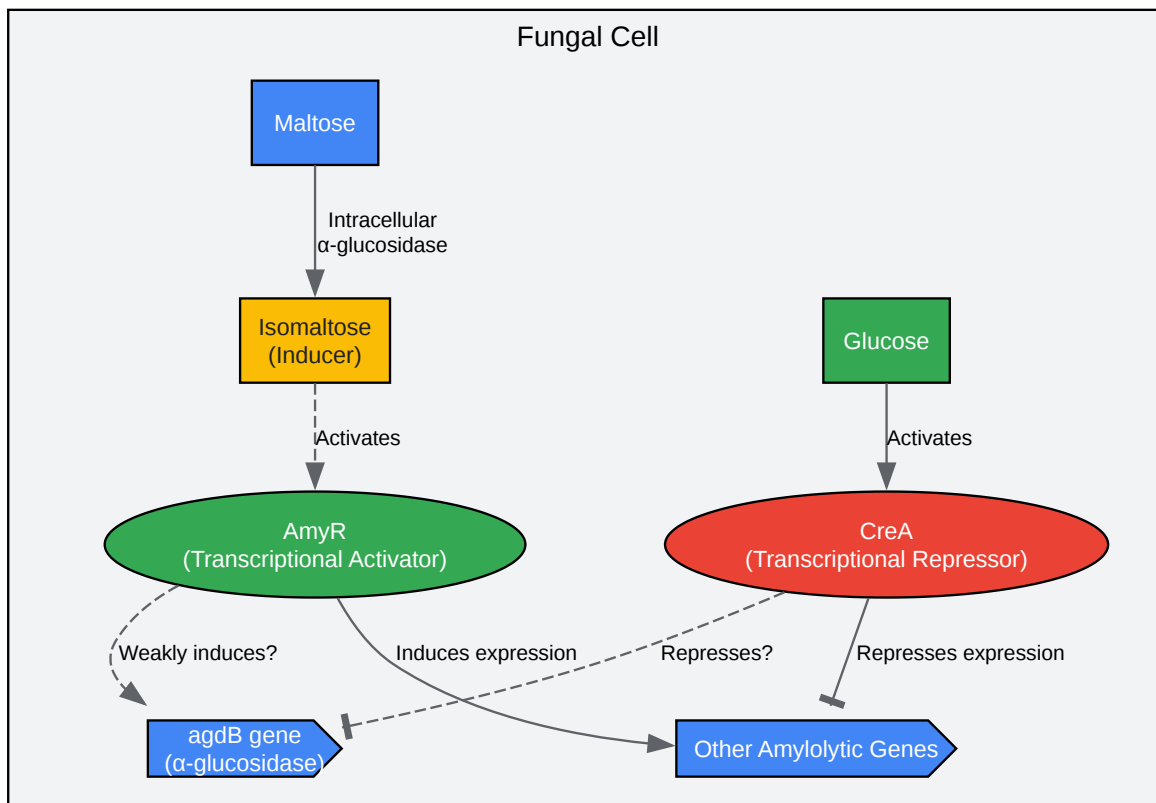 Fungal Cell
Maltose
Intracellular
α-glucosidase
Isomaltose
(Inducer)
Glucose
Activates
Activates
AmyR
(Transcriptional Activator)
CreA
(Transcriptional Repressor)
Weakly induces?
Induces expression
Represses?
Represses expression
agdB gene
(α-glucosidase)
Other Amylolytic Genes